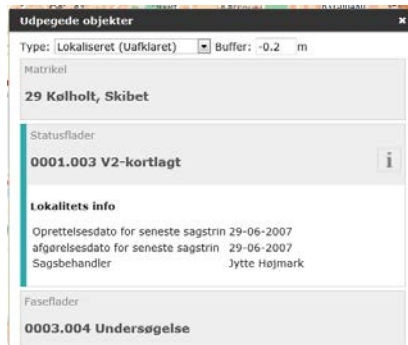 Udpegede objekter
Type: Lokaliseret (Uafklaret) Buffer: -0.2 m
Matrikel
29 Kølholt, Skibet
Statusflader
0001.003 V2-kortlagt
i
Lokalitets info
Oprettelsesdato for seneste sagstrin 29-06-2007
afgørelsesdato for seneste sagstrin 29-06-2007
Sagsbehandler Jytte Højmark
Faseflader
0003.004 Undersøgelse